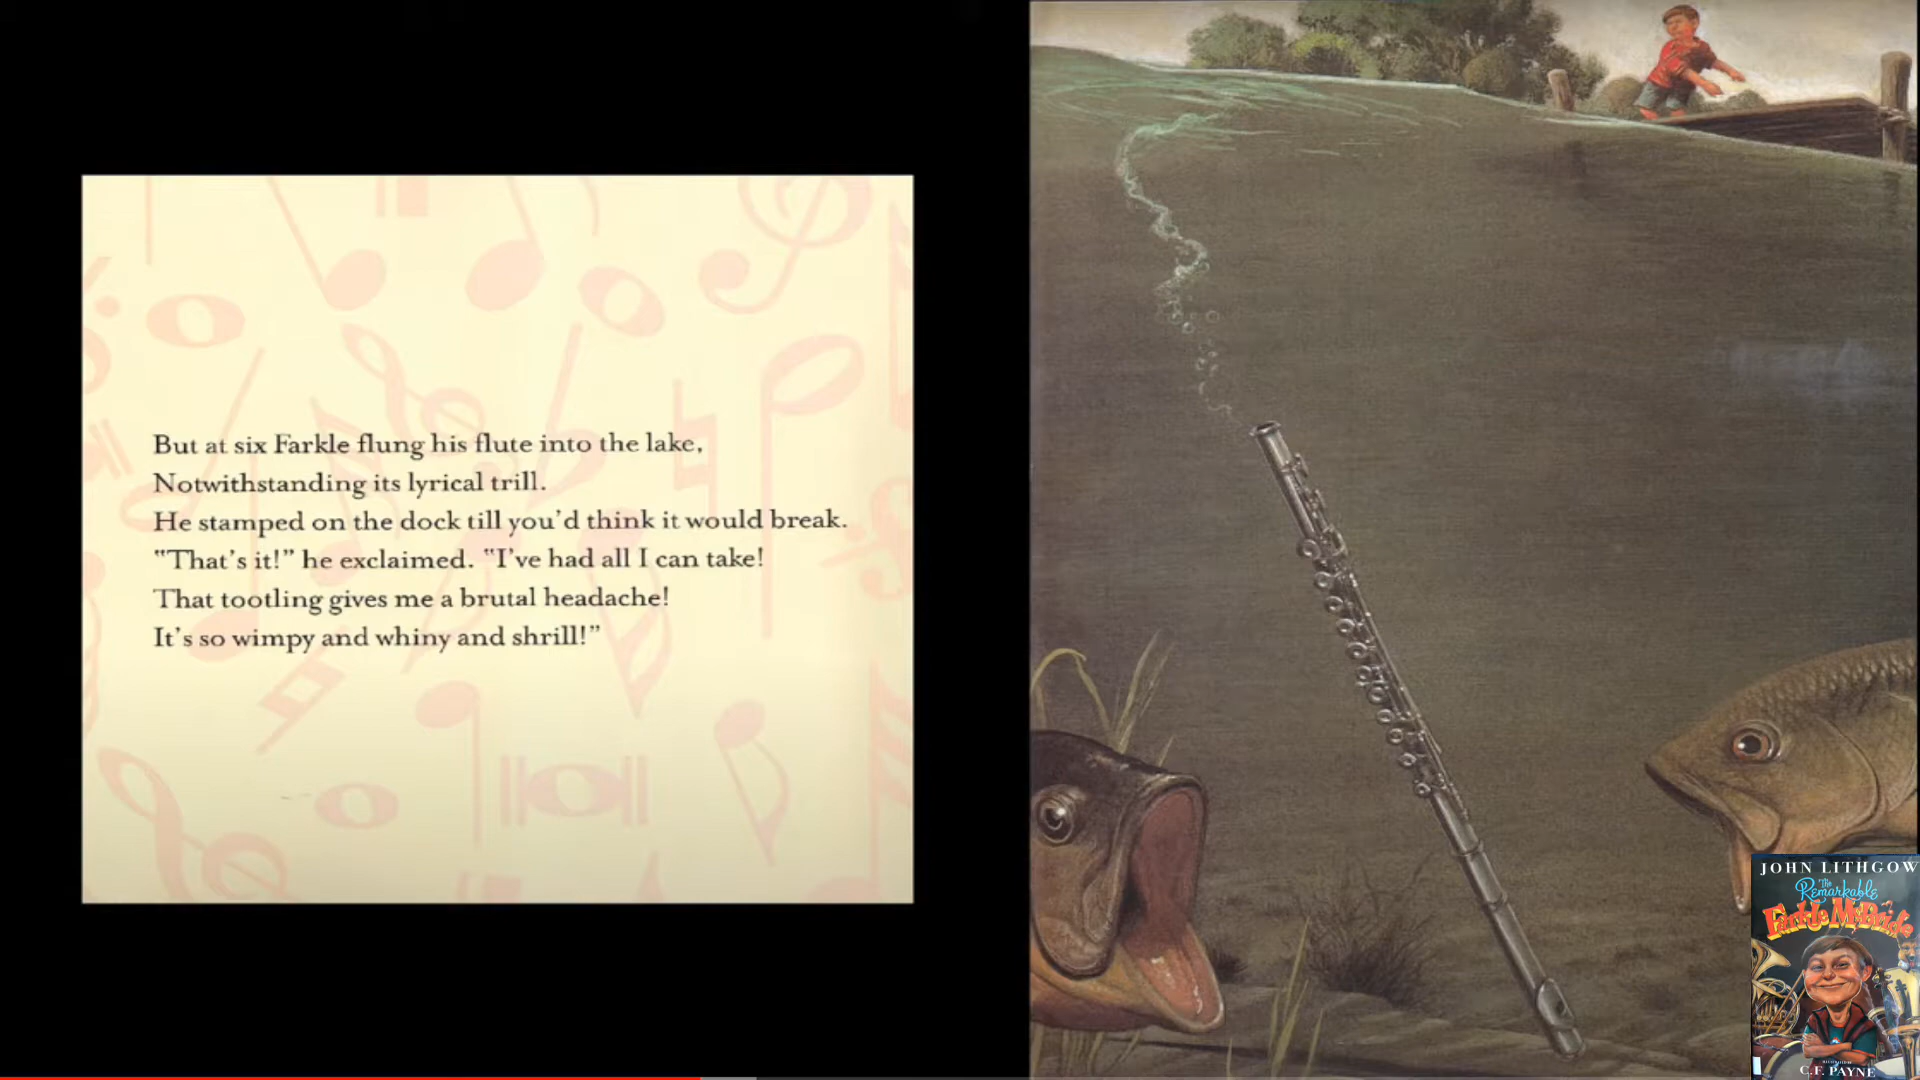 But at six Farkle flung his flute into the lake,
Notwithstanding its lyrical trill.
He stamped on the dock till you'd think it would break.
"That's it!" he exclaimed. "I've had all I can take!
That tootling gives me a brutal headache!
It's so wimpy and whiny and shrill!"
JOHN LITHGOW
The
Remarkable
Farkle McBride
C.F. PAYNE